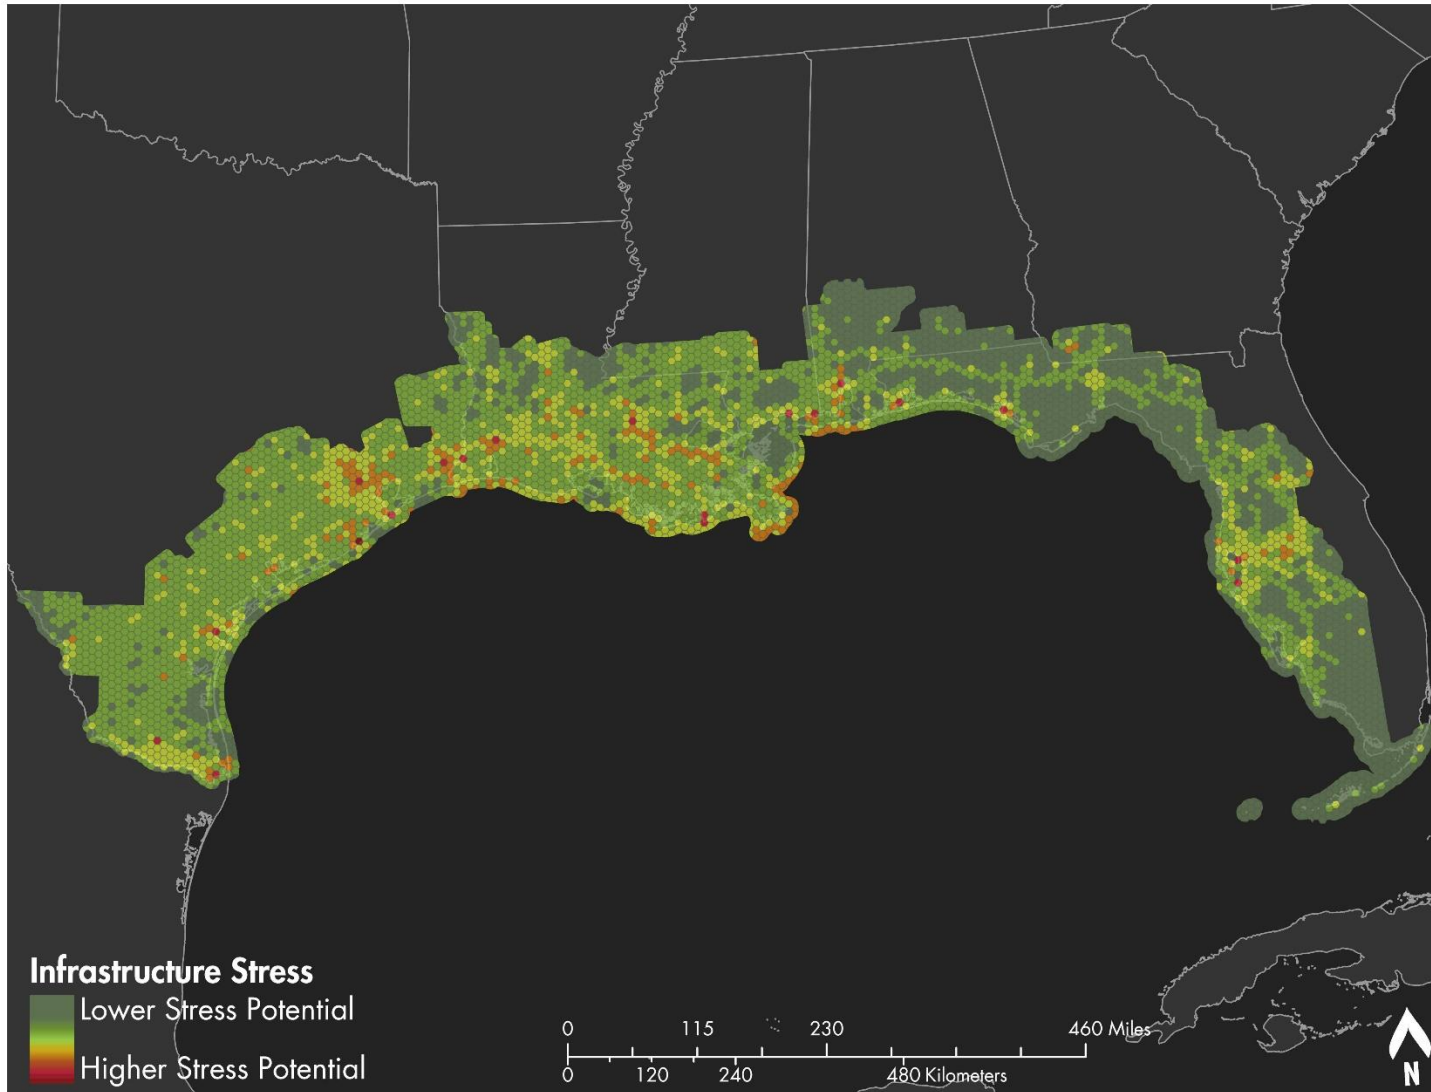 Infrastructure Stress
Lower Stress Potential
Higher Stress Potential
0 115 230 460 Miles
0 120 240 480 Kilometers
N